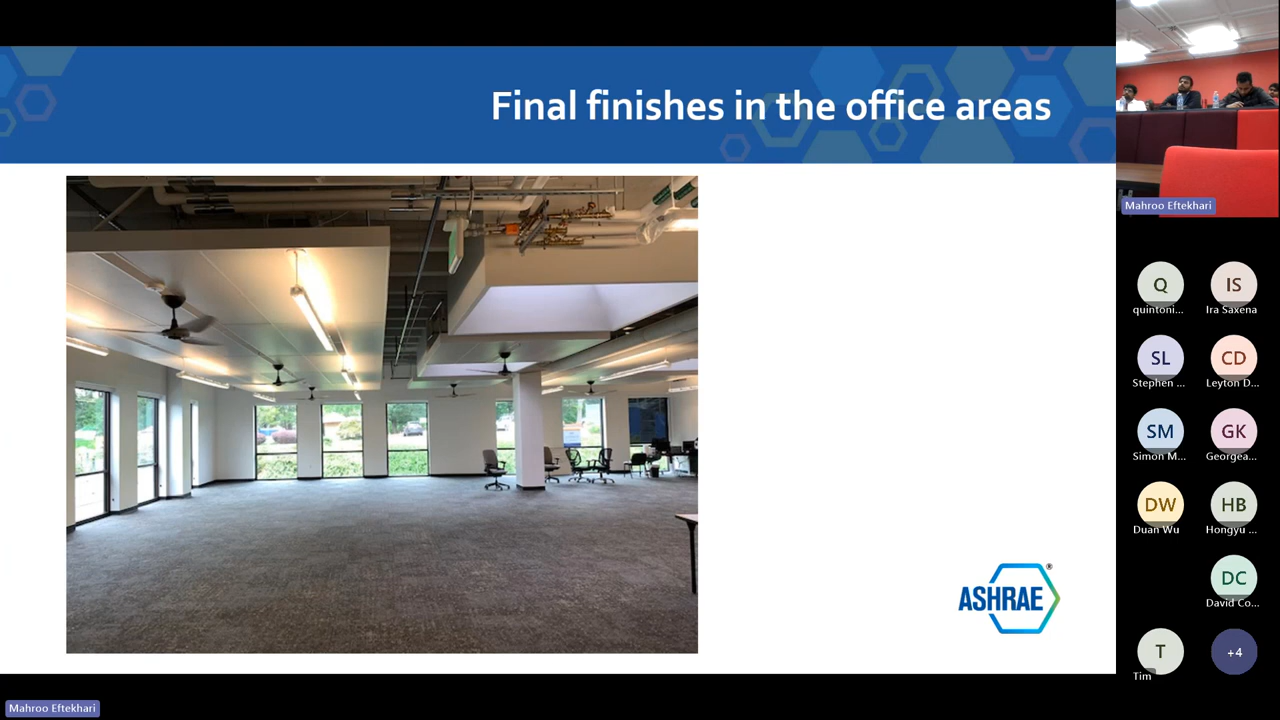 Final finishes in the office areas
ASHRAE®
Mahroo Eftekhari
Mahroo Eftekhari
Q
quintoni...
IS
Ira Saxena
SL
Stephen ...
CD
Leyton D...
SM
Simon M...
GK
Georgea...
DW
Duan Wu
HB
Hongyu ...
DC
David Co...
T
Tim
+4